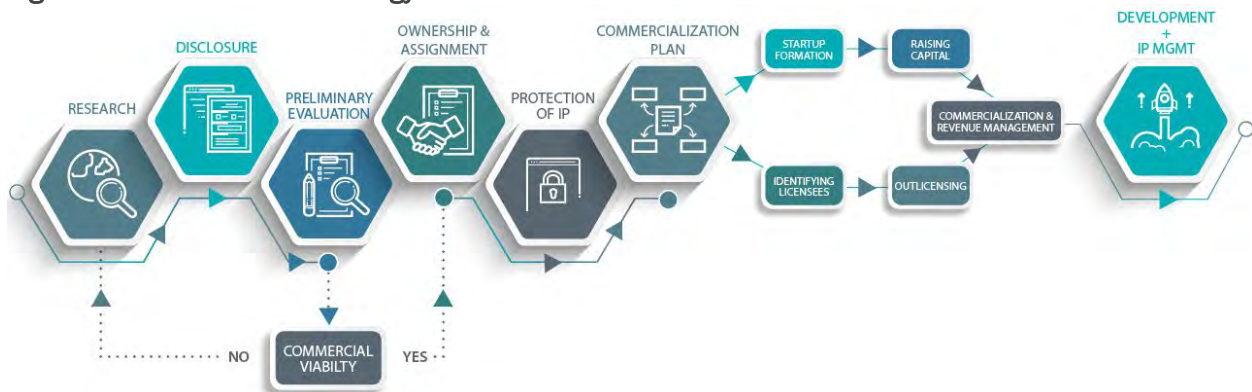 RESEARCH
DISCLOSURE
PRELIMINARY
EVALUATION
OWNERSHIP &
ASSIGNMENT
PROTECTION
OF IP
COMMERCIALIZATION
PLAN
STARTUP
FORMATION
RAISING
CAPITAL
IDENTIFYING
LICENSEES
OUTLICENSING
COMMERCIALIZATION &
REVENUE MANAGEMENT
DEVELOPMENT
+
IP MGMT
NO
COMMERCIAL
VIABILTY
YES